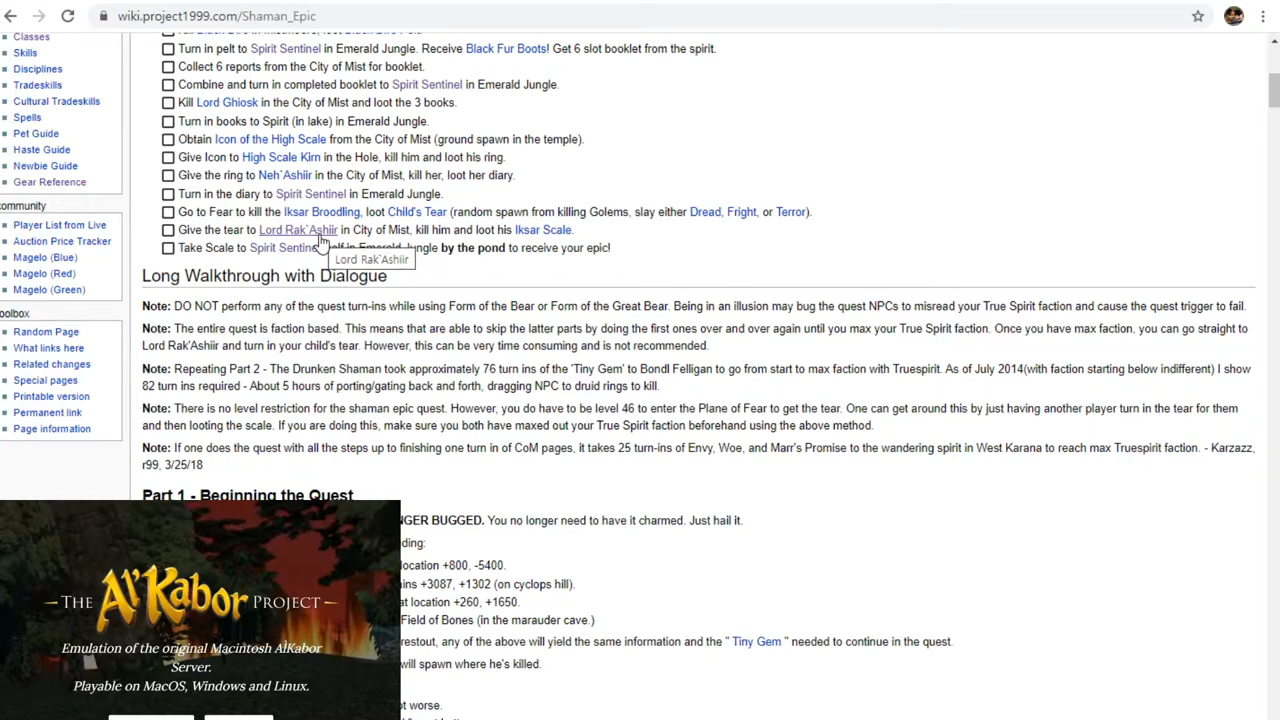 wiki.project1999.com/Shaman_Epic
Classes
Skills
Disciplines
Tradeskills
Cultural Tradeskills
Spells
Pet Guide
Haste Guide
Newbie Guide
Gear Reference
community
Player List from Live
Auction Price Tracker
Magelo (Blue)
Magelo (Red)
Magelo (Green)
oolbox
Random Page
What links here
Related changes
Special pages
Printable version
Permanent link
Page information
Turn in pelt to Spirit Sentinel in Emerald Jungle. Receive Black Fur Boots! Get 6 slot booklet from the spirit.
Collect 6 reports from the City of Mist for booklet.
Combine and turn in completed booklet to Spirit Sentinel in Emerald Jungle.
Kill Lord Ghiosk in the City of Mist and loot the 3 books.
Turn in books to Spirit (in lake) in Emerald Jungle.
Obtain Icon of the High Scale from the City of Mist (ground spawn in the temple).
Give Icon to High Scale Kirn in the Hole, kill him and loot his ring.
Give the ring to Neh`Ashiir in the City of Mist, kill her, loot her diary.
Turn in the diary to Spirit Sentinel in Emerald Jungle.
Go to Fear to kill the Iksar Broodling, loot Child's Tear (random spawn from killing Golems, slay either Dread, Fright, or Terror).
Give the tear to Lord Rak`Ashiir in City of Mist, kill him and loot his Iksar Scale.
Take Scale to Spirit Sentine elf in Emerald Jungle by the pond to receive your epic!
Lord Rak`Ashiir
Long Walkthrough with Dialogue
Note: DO NOT perform any of the quest turn-ins while using Form of the Bear or Form of the Great Bear. Being in an illusion may bug the quest NPCs to misread your True Spirit faction and cause the quest trigger to fail.
Note: The entire quest is faction based. This means that are able to skip the latter parts by doing the first ones over and over again until you max your True Spirit faction. Once you have max faction, you can go straight to
Lord Rak'Ashiir and turn in your child's tear. However, this can be very time consuming and is not recommended.
Note: Repeating Part 2 - The Drunken Shaman took approximately 76 turn ins of the 'Tiny Gem' to Bondl Felligan to go from start to max faction with Truespirit. As of July 2014(with faction starting below indifferent) I show
82 turn ins required - About 5 hours of porting/gating back and forth, dragging NPC to druid rings to kill.
Note: There is no level restriction for the shaman epic quest. However, you do have to be level 46 to enter the Plane of Fear to get the tear. One can get around this by just having another player turn in the tear for them
and then looting the scale. If you are doing this, make sure you both have maxed out your True Spirit faction beforehand using the above method.
Note: If one does the quest with all the steps up to finishing one turn in of CoM pages, it takes 25 turn-ins of Envy, Woe, and Marr's Promise to the wandering spirit in West Karana to reach max Truespirit faction. - Karzazz,
r99, 3/25/18
Part 1 - Beginning the Quest
NGER BUGGED. You no longer need to have it charmed. Just hail it.
ding:
location +800, -5400.
ins +3087, +1302 (on cyclops hill).
at location +260, +1650.
Field of Bones (in the marauder cave.)
restout, any of the above will yield the same information and the " Tiny Gem " needed to continue in the quest.
will spawn where he's killed.
ot worse.
THE Al'Kabor PROJECT
Emulation of the original Macintosh Al'Kabor
Server.
Playable on MacOS, Windows and Linux.